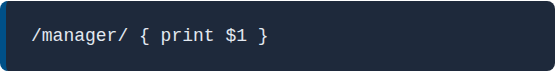 /manager/ { print $1 }